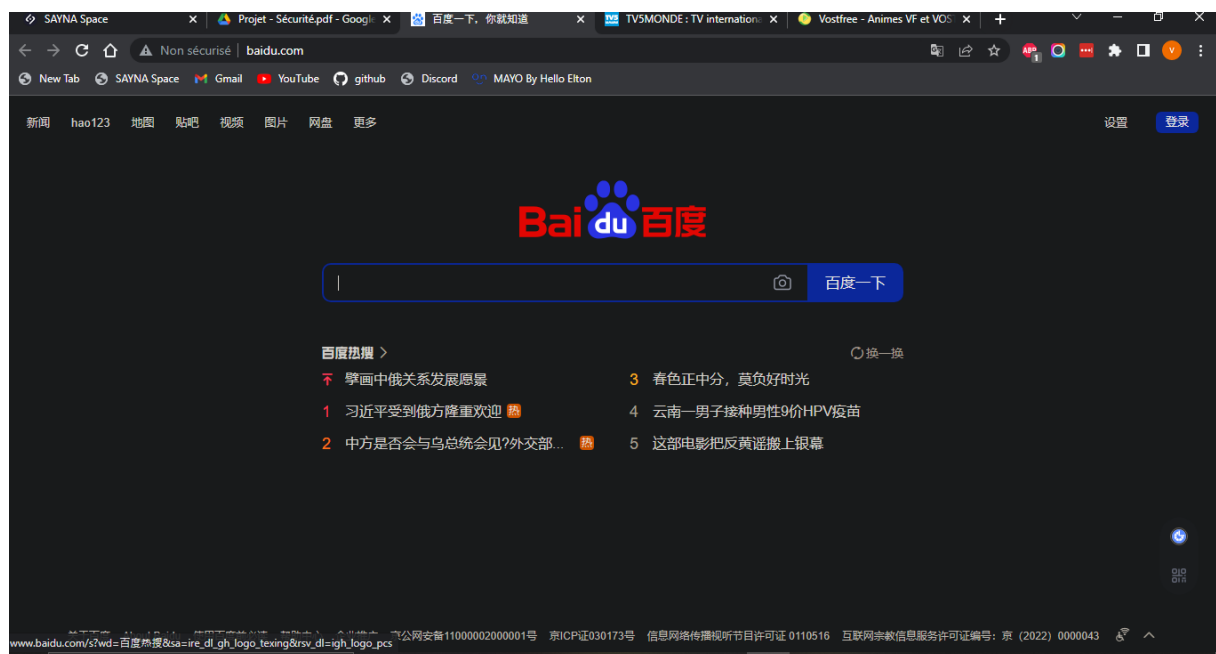 SAYNA Space
Projet - Sécurité.pdf - Google
百度一下，你就知道
TV5MONDE : TV internationa
Vostfree - Animes VF et VOS
Non sécurisé | baidu.com
New Tab SAYNA Space Gmail YouTube github Discord MAYO By Hello Elton
新闻 hao123 地图 贴吧 视频 图片 网盘 更多 设置 登录
Bai du 百度
百度一下
百度热搜 换一换
擘画中俄关系发展愿景
1 习近平受到俄方隆重欢迎 热
2 中方是否会与乌总统会见?外交部... 热
3 春色正中分，莫负好时光
4 云南一男子接种男性9价HPV疫苗
5 这部电影把反黄谣搬上银幕
京公网安备11000002000001号 京ICP证030173号 信息网络传播视听节目许可证 0110516 互联网宗教信息服务许可证编号：京（2022）0000043
www.baidu.com/s?wd=百度热搜&sa=ire_dl_gh_logo_texing&rsv_dl=igh_logo_pcs